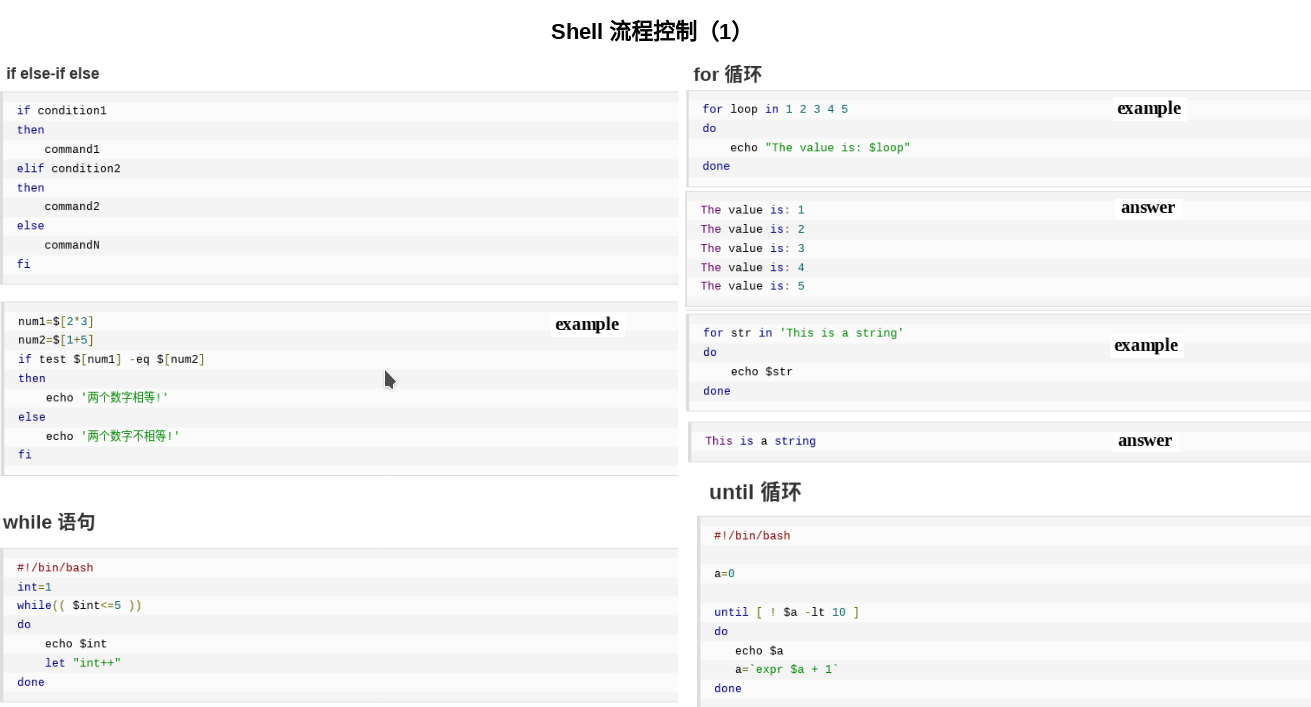 Shell 流程控制（1）
if else-if else
if condition1
then
    command1
elif condition2
then
    command2
else
    commandN
fi
num1=$[2*3]
num2=$[1+5]
if test $[num1] -eq $[num2]
then
    echo '两个数字相等!'
else
    echo '两个数字不相等!'
fi
example
while 语句
#!/bin/bash
int=1
while(( $int<=5 ))
do
    echo $int
    let "int++"
done
for 循环
for loop in 1 2 3 4 5
do
    echo "The value is: $loop"
done
example
The value is: 1
The value is: 2
The value is: 3
The value is: 4
The value is: 5
answer
for str in 'This is a string'
do
    echo $str
done
example
This is a string
answer
until 循环
#!/bin/bash
a=0
until [ ! $a -lt 10 ]
do
   echo $a
   a=`expr $a + 1`
done